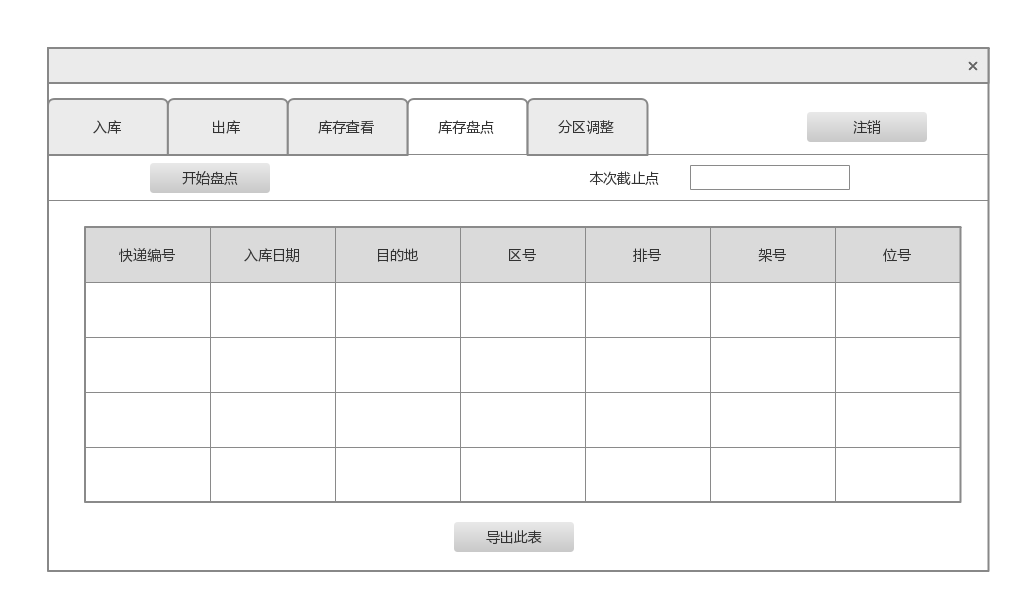 ×
入库
出库
库存查看
库存盘点
分区调整
注销
开始盘点
本次截止点
快递编号
入库日期
目的地
区号
排号
架号
位号
导出此表